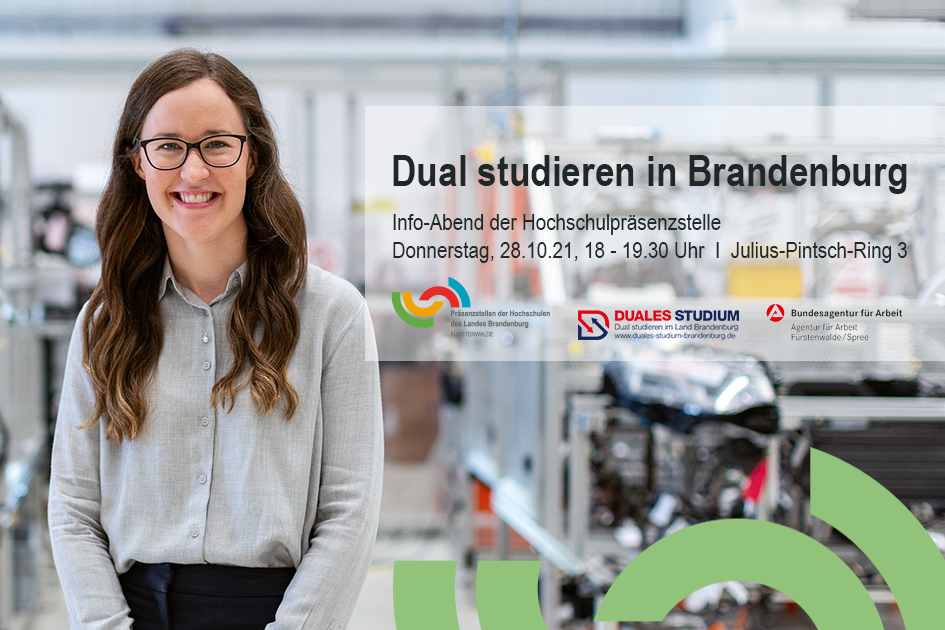 Dual studieren in Brandenburg
Info-Abend der Hochschulpräsenzstelle
Donnerstag, 28.10.21, 18 - 19.30 Uhr I Julius-Pintsch-Ring 3
Präsenzstellen der Hochschulen
des Landes Brandenburg
FÜRSTENWALDE
DUALES STUDIUM
Dual studieren im Land Brandenburg
www.duales-studium-brandenburg.de
Bundesagentur für Arbeit
Agentur für Arbeit
Fürstenwalde/Spree